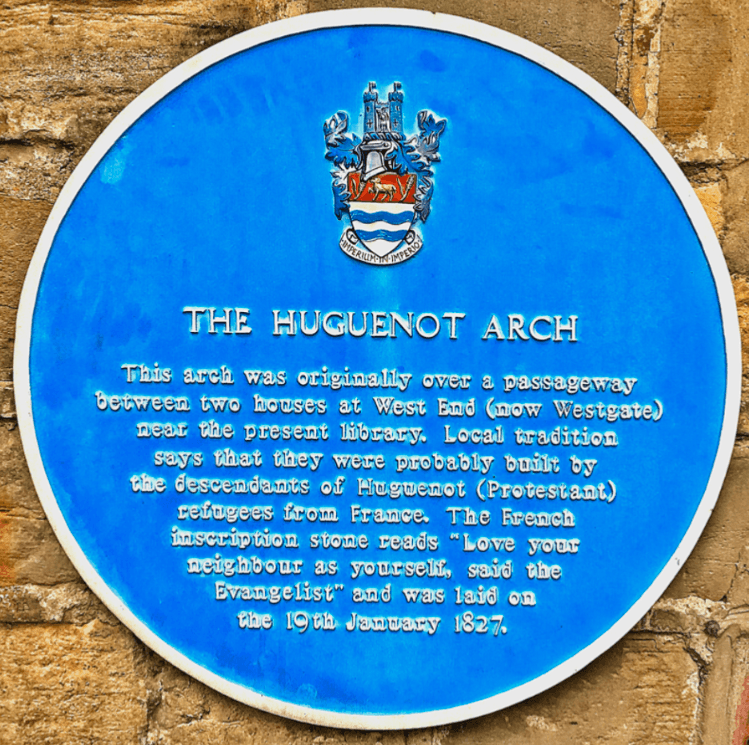 IMPERIUM·IN·IMPERIO
THE HUGUENOT ARCH
This arch was originally over a passageway
between two houses at West End (now Westgate)
near the present library. Local tradition
says that they were probably built by
the descendants of Huguenot (Protestant)
refugees from France. The French
inscription stone reads "Love your
neighbour as yourself, said the
Evangelist" and was laid on
the 19th January 1827.